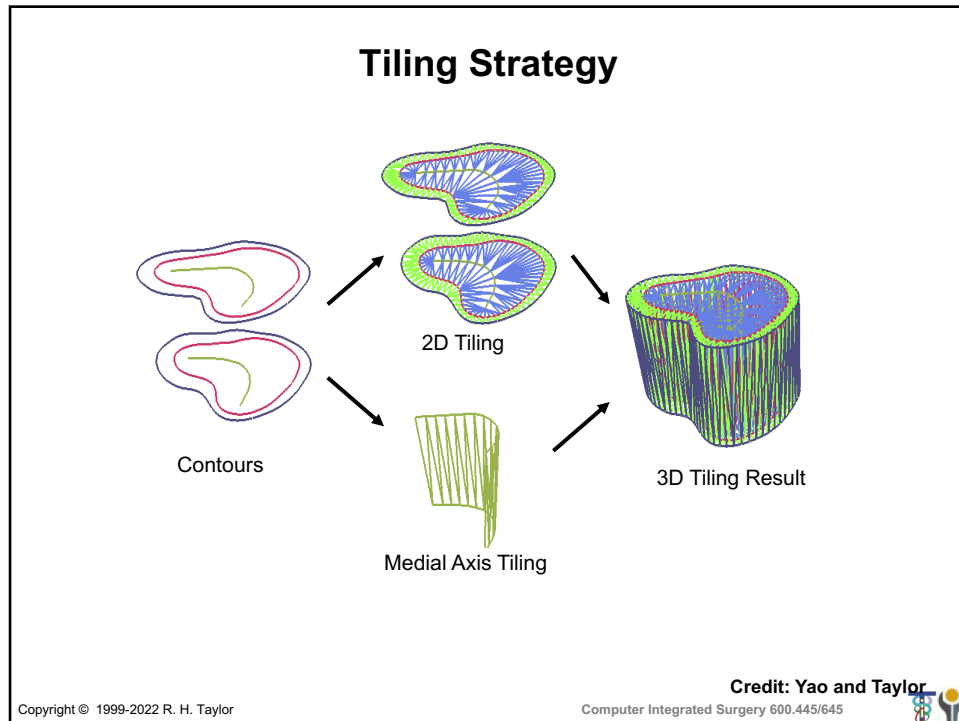 Tiling Strategy
2D Tiling
Contours
3D Tiling Result
Medial Axis Tiling
Credit: Yao and Taylor
Copyright © 1999-2022 R. H. Taylor
Computer Integrated Surgery 600.445/645